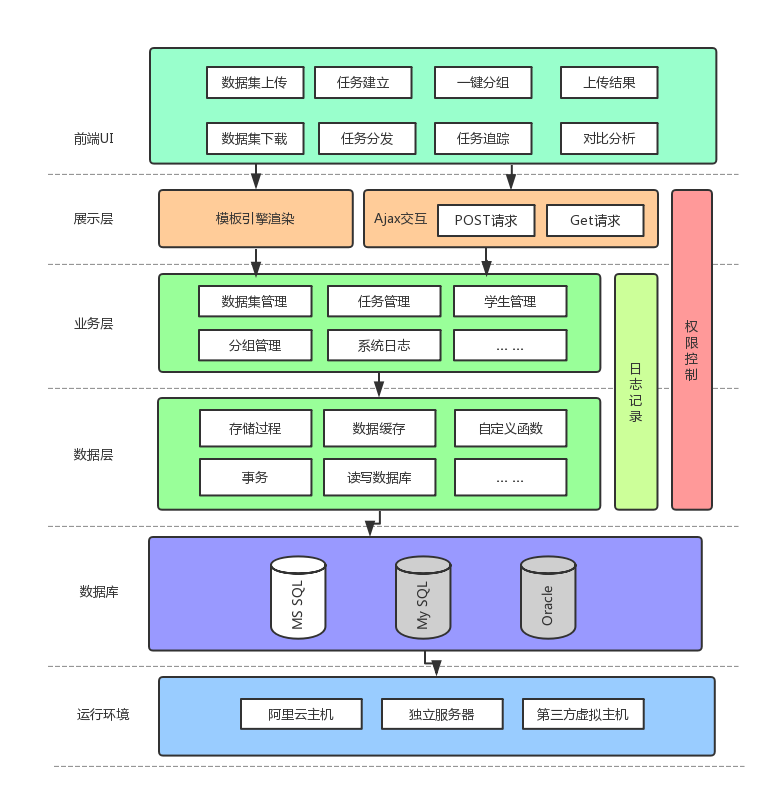 数据集上传
任务建立
一键分组
上传结果
前端UI
数据集下载
任务分发
任务追踪
对比分析
展示层
模板引擎渲染
Ajax交互
POST请求
Get请求
业务层
数据集管理
任务管理
学生管理
分组管理
系统日志
... ...
权限控制
日志记录
数据层
存储过程
数据缓存
自定义函数
事务
读写数据库
... ...
数据库
MS SQL
My SQL
Oracle
运行环境
阿里云主机
独立服务器
第三方虚拟主机